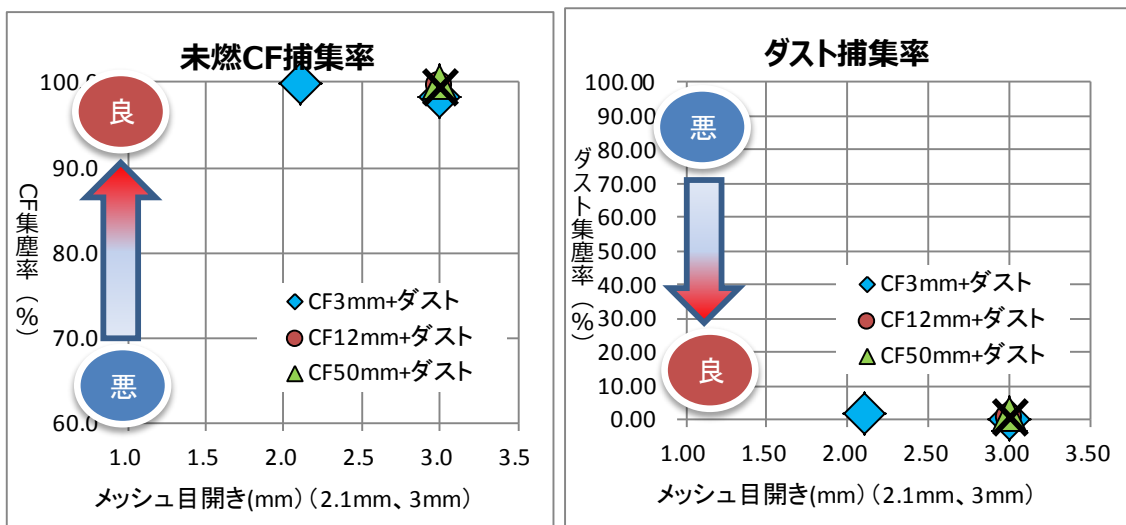 未燃CF捕集率
100.0
90.0
80.0
70.0
60.0
CF集塵率(%)
良
悪
CF3mm+ダスト
CF12mm+ダスト
CF50mm+ダスト
1.0 2.0 2.5 3.0 3.5
メッシュ目開き(mm)(2.1mm、3mm)
ダスト捕集率
100.00
90.00
80.00
70.00
60.00
50.00
40.00
30.00
20.00
10.00
0.00
ダスト集塵率(%)
悪
良
CF3mm+ダスト
CF12mm+ダスト
CF50mm+ダスト
1.00 1.50 2.00 2.50 3.00 3.50
メッシュ目開き(mm)(2.1mm、3mm)